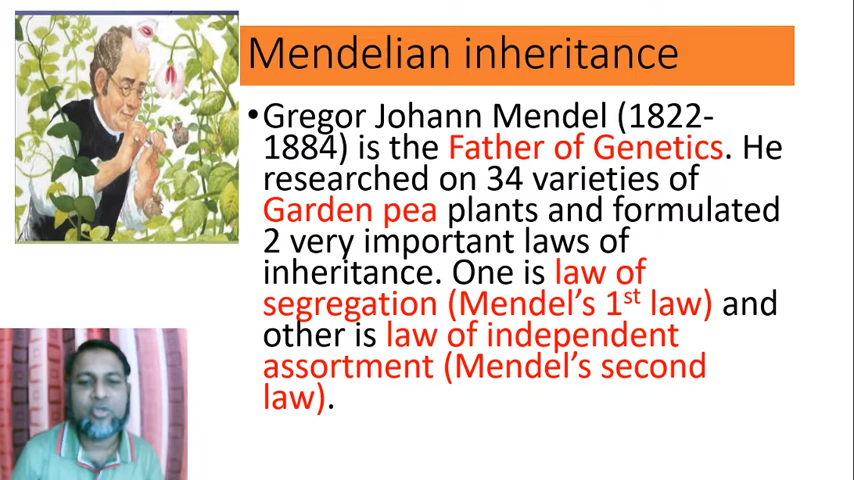 Mendelian inheritance
•Gregor Johann Mendel (1822-
1884) is the Father of Genetics. He
researched on 34 varieties of
Garden pea plants and formulated
2 very important laws of
inheritance. One is law of
segregation (Mendel’s 1st law) and
other is law of independent
assortment (Mendel’s second
law).